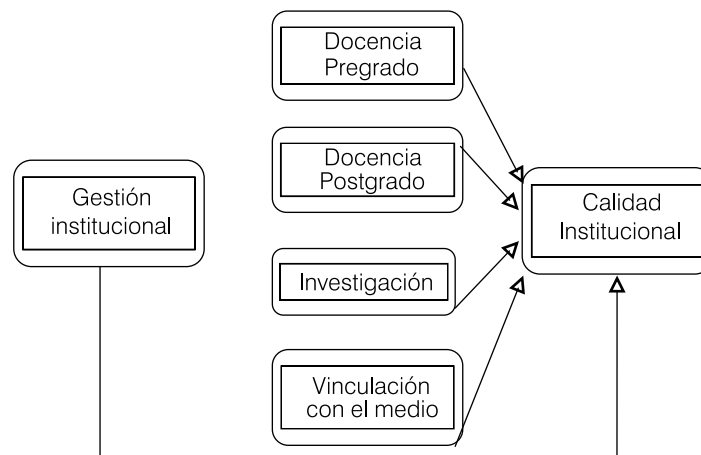 Docencia
Pregrado
Docencia
Postgrado
Gestión
institucional
Calidad
Institucional
Investigación
Vinculación
con el medio